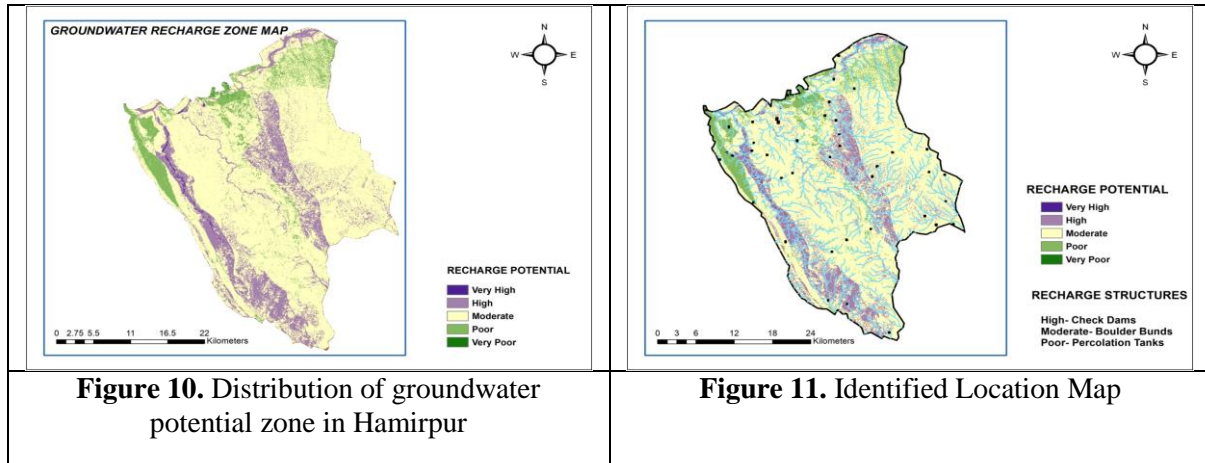 GROUNDWATER RECHARGE ZONE MAP
N
W E
S
RECHARGE POTENTIAL
Very High
High
Moderate
Poor
Very Poor
0 2.75 5.5 11 16.5 22
Kilometers
Figure 10. Distribution of groundwater
potential zone in Hamirpur
N
W E
S
RECHARGE POTENTIAL
Very High
High
Moderate
Poor
Very Poor
RECHARGE STRUCTURES
High- Check Dams
Moderate- Boulder Bunds
Poor- Percolation Tanks
0 3 6 12 18 24
Kilometers
Figure 11. Identified Location Map